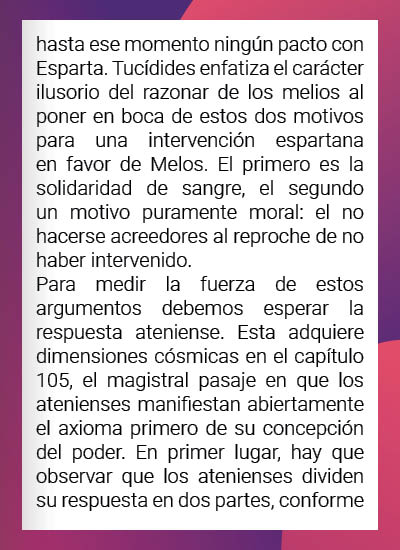 hasta ese momento ningún pacto con
Esparta. Tucídides enfatiza el carácter
ilusorio del razonar de los melios al
poner en boca de estos dos motivos
para una intervención espartana
en favor de Melos. El primero es la
solidaridad de sangre, el segundo
un motivo puramente moral: el no
hacerse acreedores al reproche de no
haber intervenido.
Para medir la fuerza de estos
argumentos debemos esperar la
respuesta ateniense. Esta adquiere
dimensiones cósmicas en el capítulo
105, el magistral pasaje en que los
atenienses manifiestan abiertamente
el axioma primero de su concepción
del poder. En primer lugar, hay que
observar que los atenienses dividen
su respuesta en dos partes, conforme